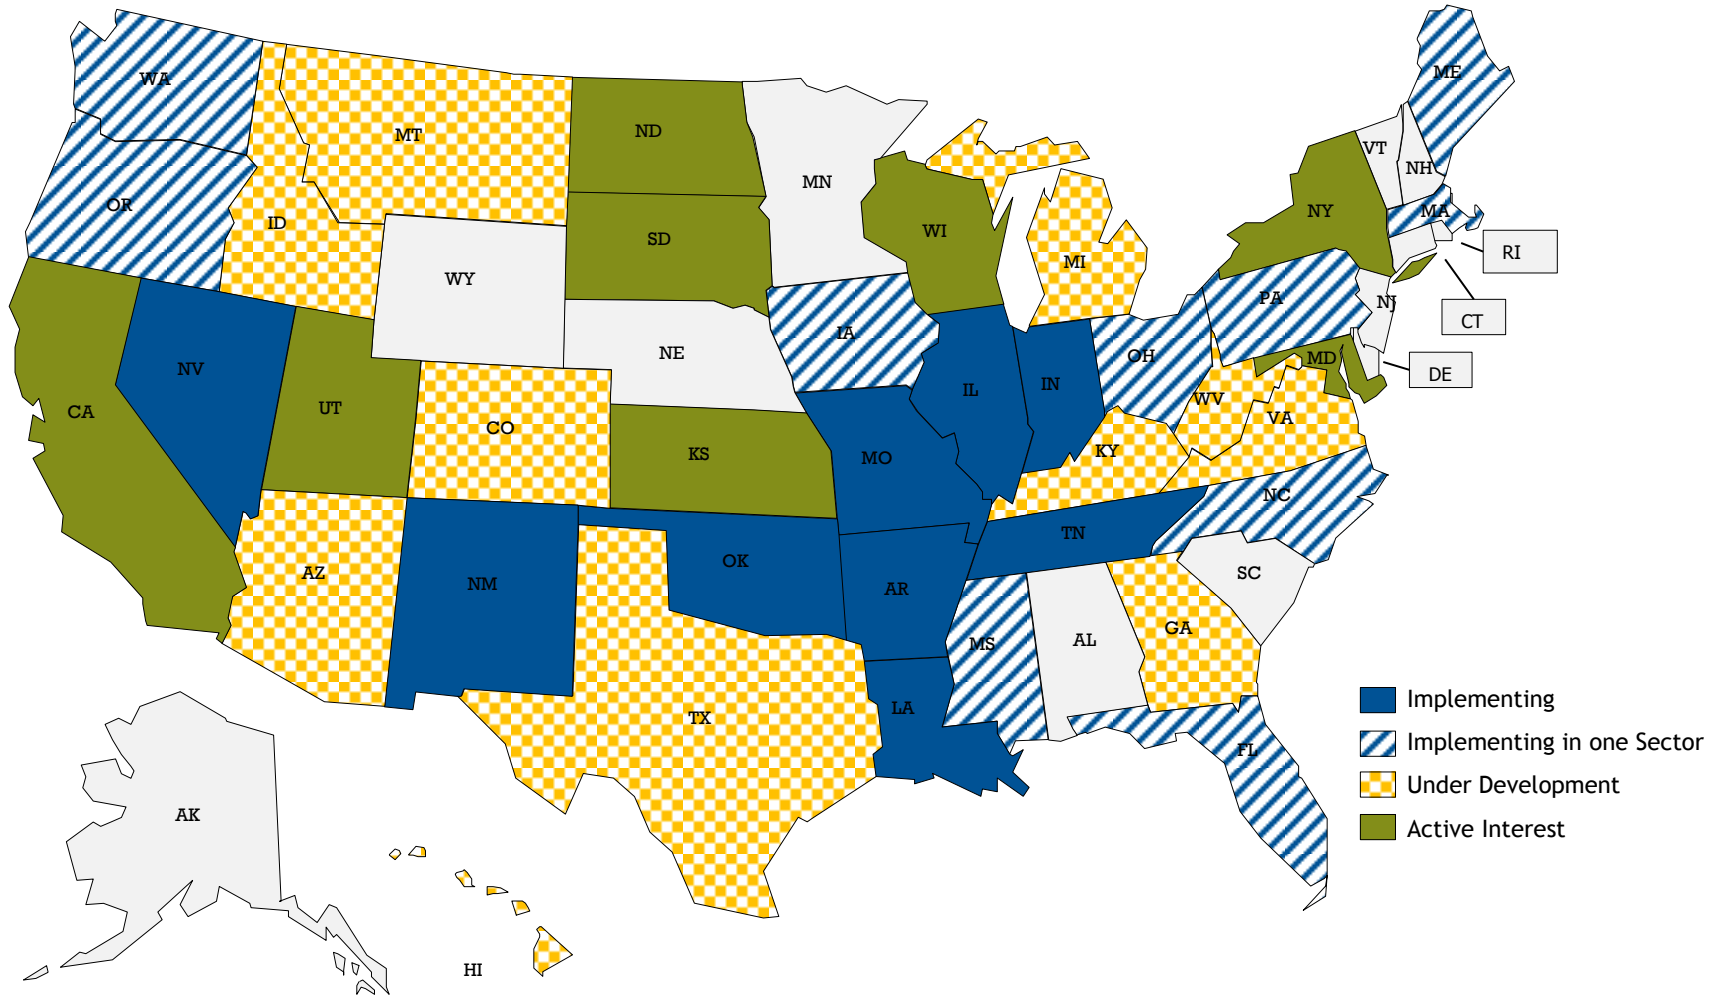 WA
ME
MT
ND
VT
NH
MN
OR
NY
MA
ID
WI
SD
RI
MI
WY
PA
NJ
CT
IA
NE
OH
MD
DE
NV
IL
IN
WV
UT
CA
VA
CO
KY
KS
MO
NC
TN
OK
AZ
SC
NM
AR
GA
AL
MS
LA
TX
FL
AK
HI
Implementing
Implementing in one Sector
Under Development
Active Interest